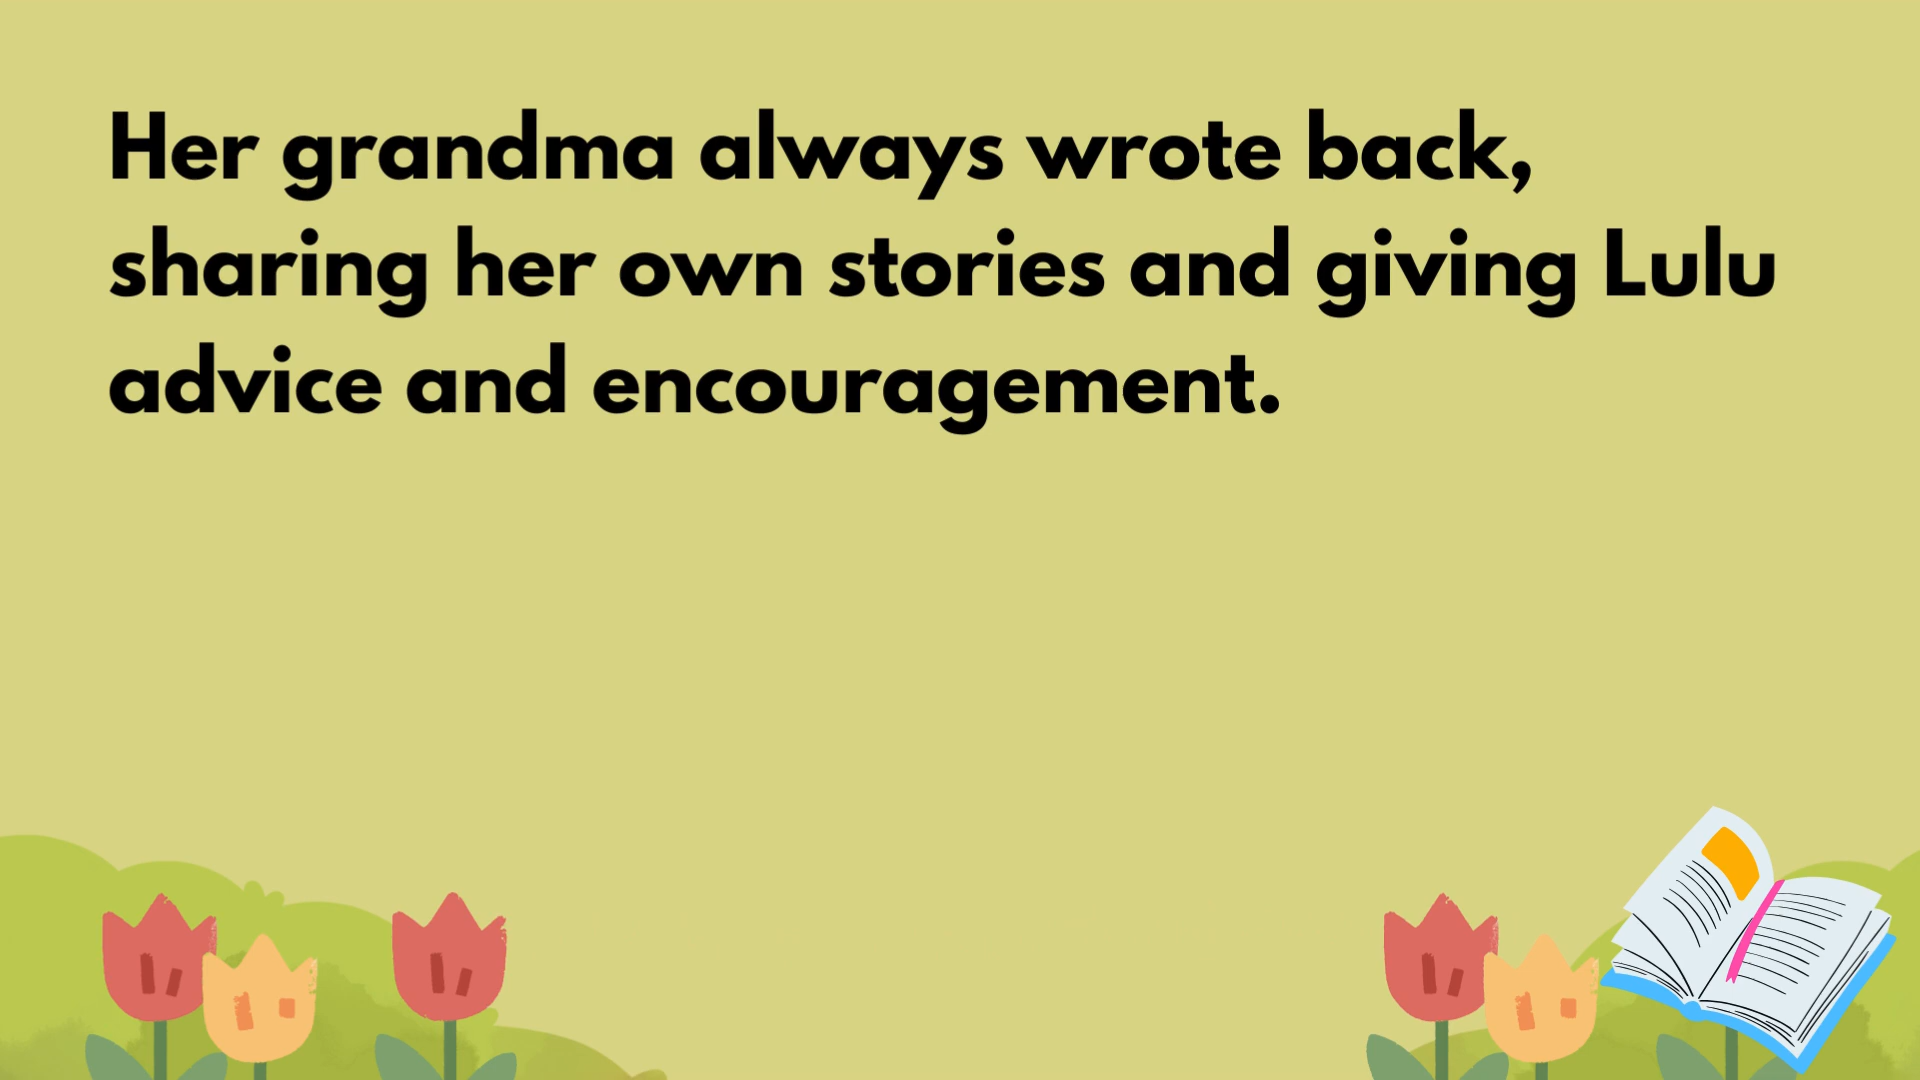 Her grandma always wrote back,
sharing her own stories and giving Lulu
advice and encouragement.